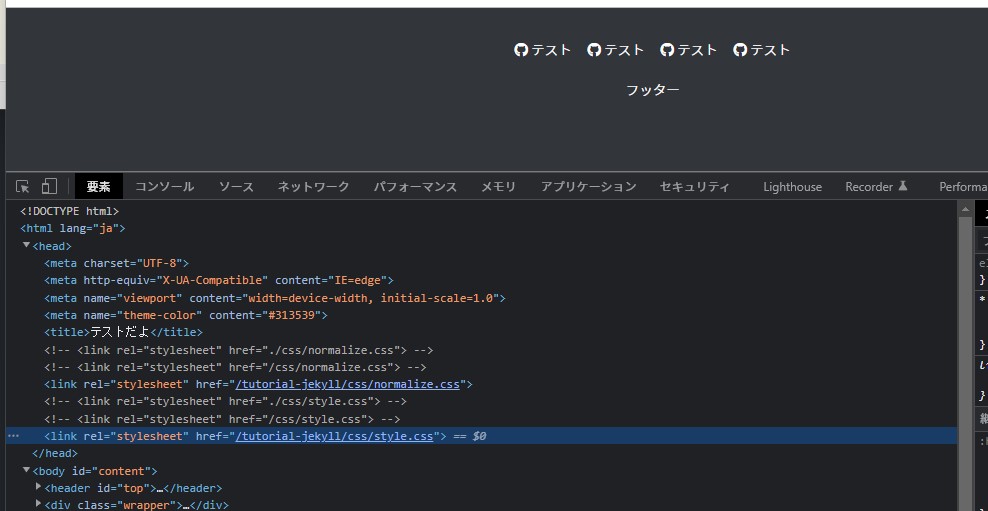 テスト テスト テスト テスト
フッター
要素 コンソール ソース ネットワーク パフォーマンス メモリ アプリケーション セキュリティ Lighthouse Recorder Performa
<!DOCTYPE html>
<html lang="ja">
<head>
<meta charset="UTF-8">
<meta http-equiv="X-UA-Compatible" content="IE=edge">
<meta name="viewport" content="width=device-width, initial-scale=1.0">
<meta name="theme-color" content="#313539">
<title>テストだよ</title>
<!-- <link rel="stylesheet" href="./css/normalize.css"> -->
<!-- <link rel="stylesheet" href="/css/normalize.css"> -->
<link rel="stylesheet" href="/tutorial-jekyll/css/normalize.css">
<!-- <link rel="stylesheet" href="./css/style.css"> -->
<!-- <link rel="stylesheet" href="/css/style.css"> -->
<link rel="stylesheet" href="/tutorial-jekyll/css/style.css"> == $0
</head>
<body id="content">
<header id="top">…</header>
<div class="wrapper">…</div>